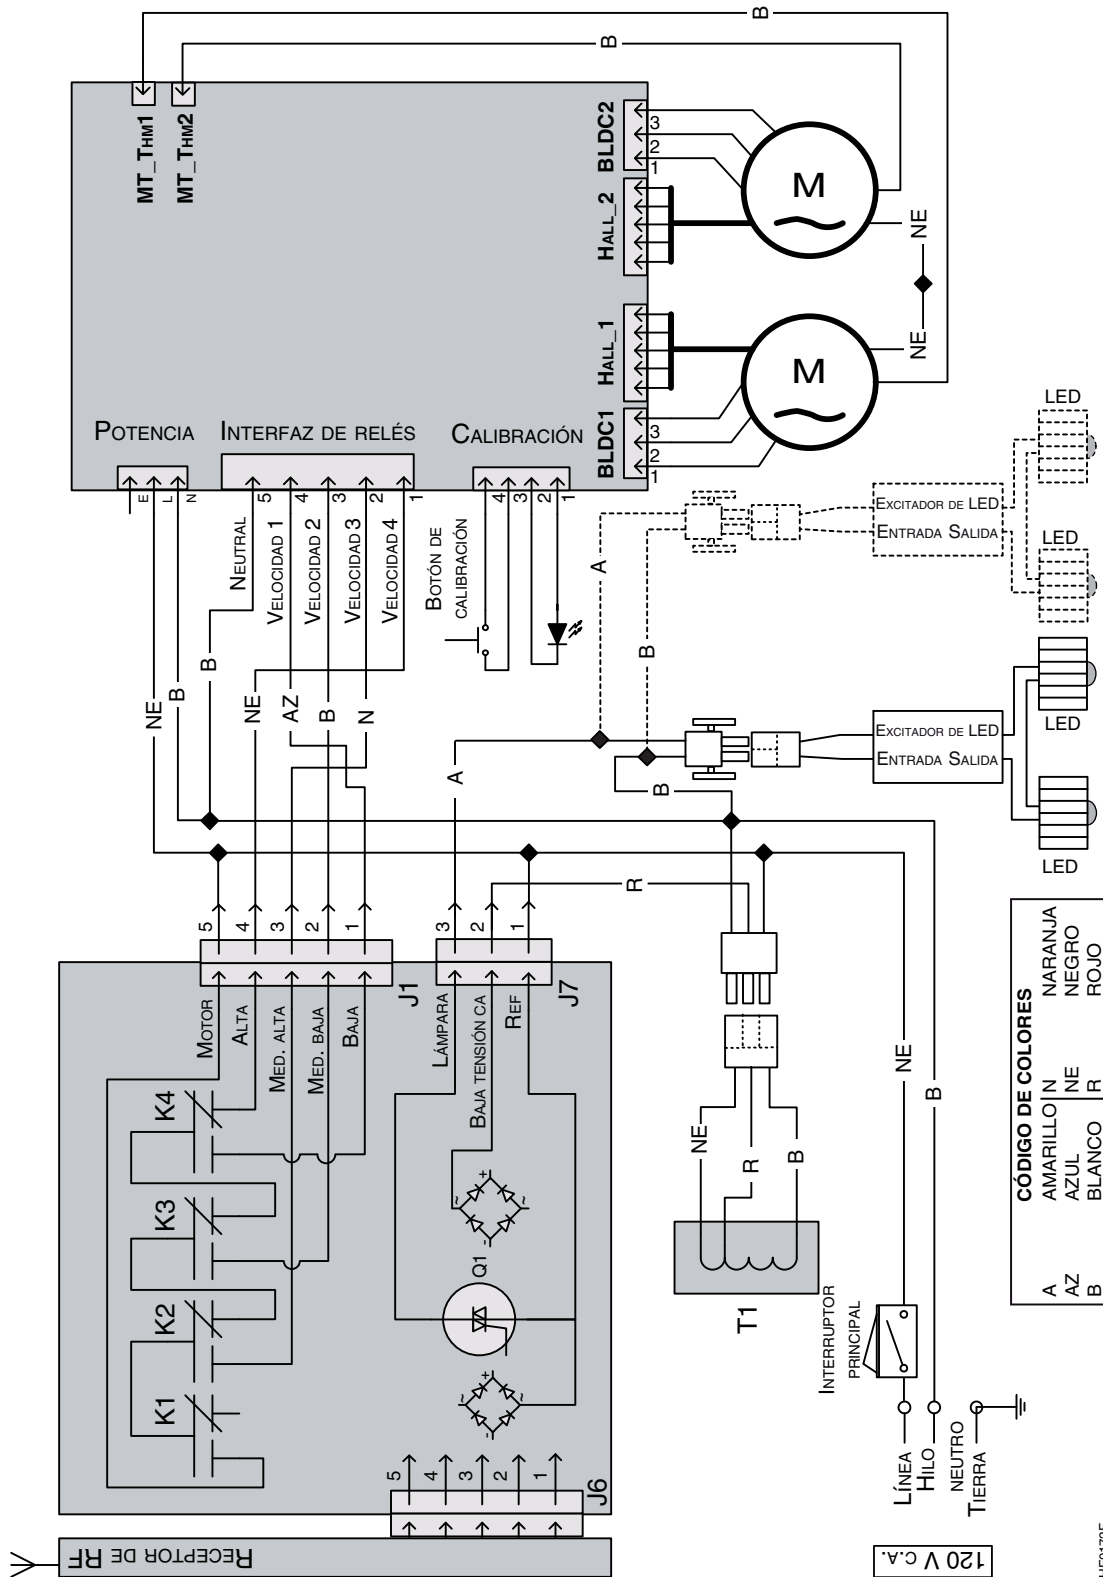 B
B
MT_THM1
MT_THM2
BLDC2
3
2
1
HALL_2
HALL_1
BLDC1
3
2
1
M
M
NE
NE
POTENCIA
INTERFAZ DE RELÉS
CALIBRACIÓN
E
L
N
5
4
3
2
1
4
3
2
1
NEUTRAL
VELOCIDAD 1
VELOCIDAD 2
VELOCIDAD 3
VELOCIDAD 4
BOTÓN DE
CALIBRACIÓN
NE
B
B
NE
AZ
B
N
A
B
A
B
EXCITADOR DE LED
ENTRADA SALIDA
LED
LED
EXCITADOR DE LED
ENTRADA SALIDA
LED
LED
R
5
4
3
2
1
J1
3
2
1
J7
MOTOR
ALTA
MED. ALTA
MED. BAJA
BAJA
LÁMPARA
BAJA TENSIÓN CA
REF
K4
K3
K2
K1
~
+
-
~
Q1
~
+
-
~
5
4
3
2
1
J6
RECEPTOR DE RF
NE
R
B
T1
NE
B
INTERRUPTOR
PRINCIPAL
LÍNEA
HILO
NEUTRO
TIERRA
120 V C.A.
CÓDIGO DE COLORES
A AMARILLO N NARANJA
AZ AZUL NE NEGRO
B BLANCO R ROJO